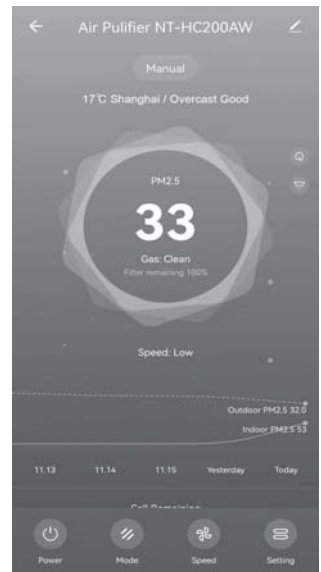 Air Pulifier NT-HC200AW
Manual
17℃ Shanghai / Overcast Good
PM2.5
33
Gas: Clean
Filter remaining 100%
Speed: Low
Outdoor PM2.5 32.0
Indoor PM2.5 53
11.13 11.14 11.15 Yesterday Today
Power Mode Speed Setting